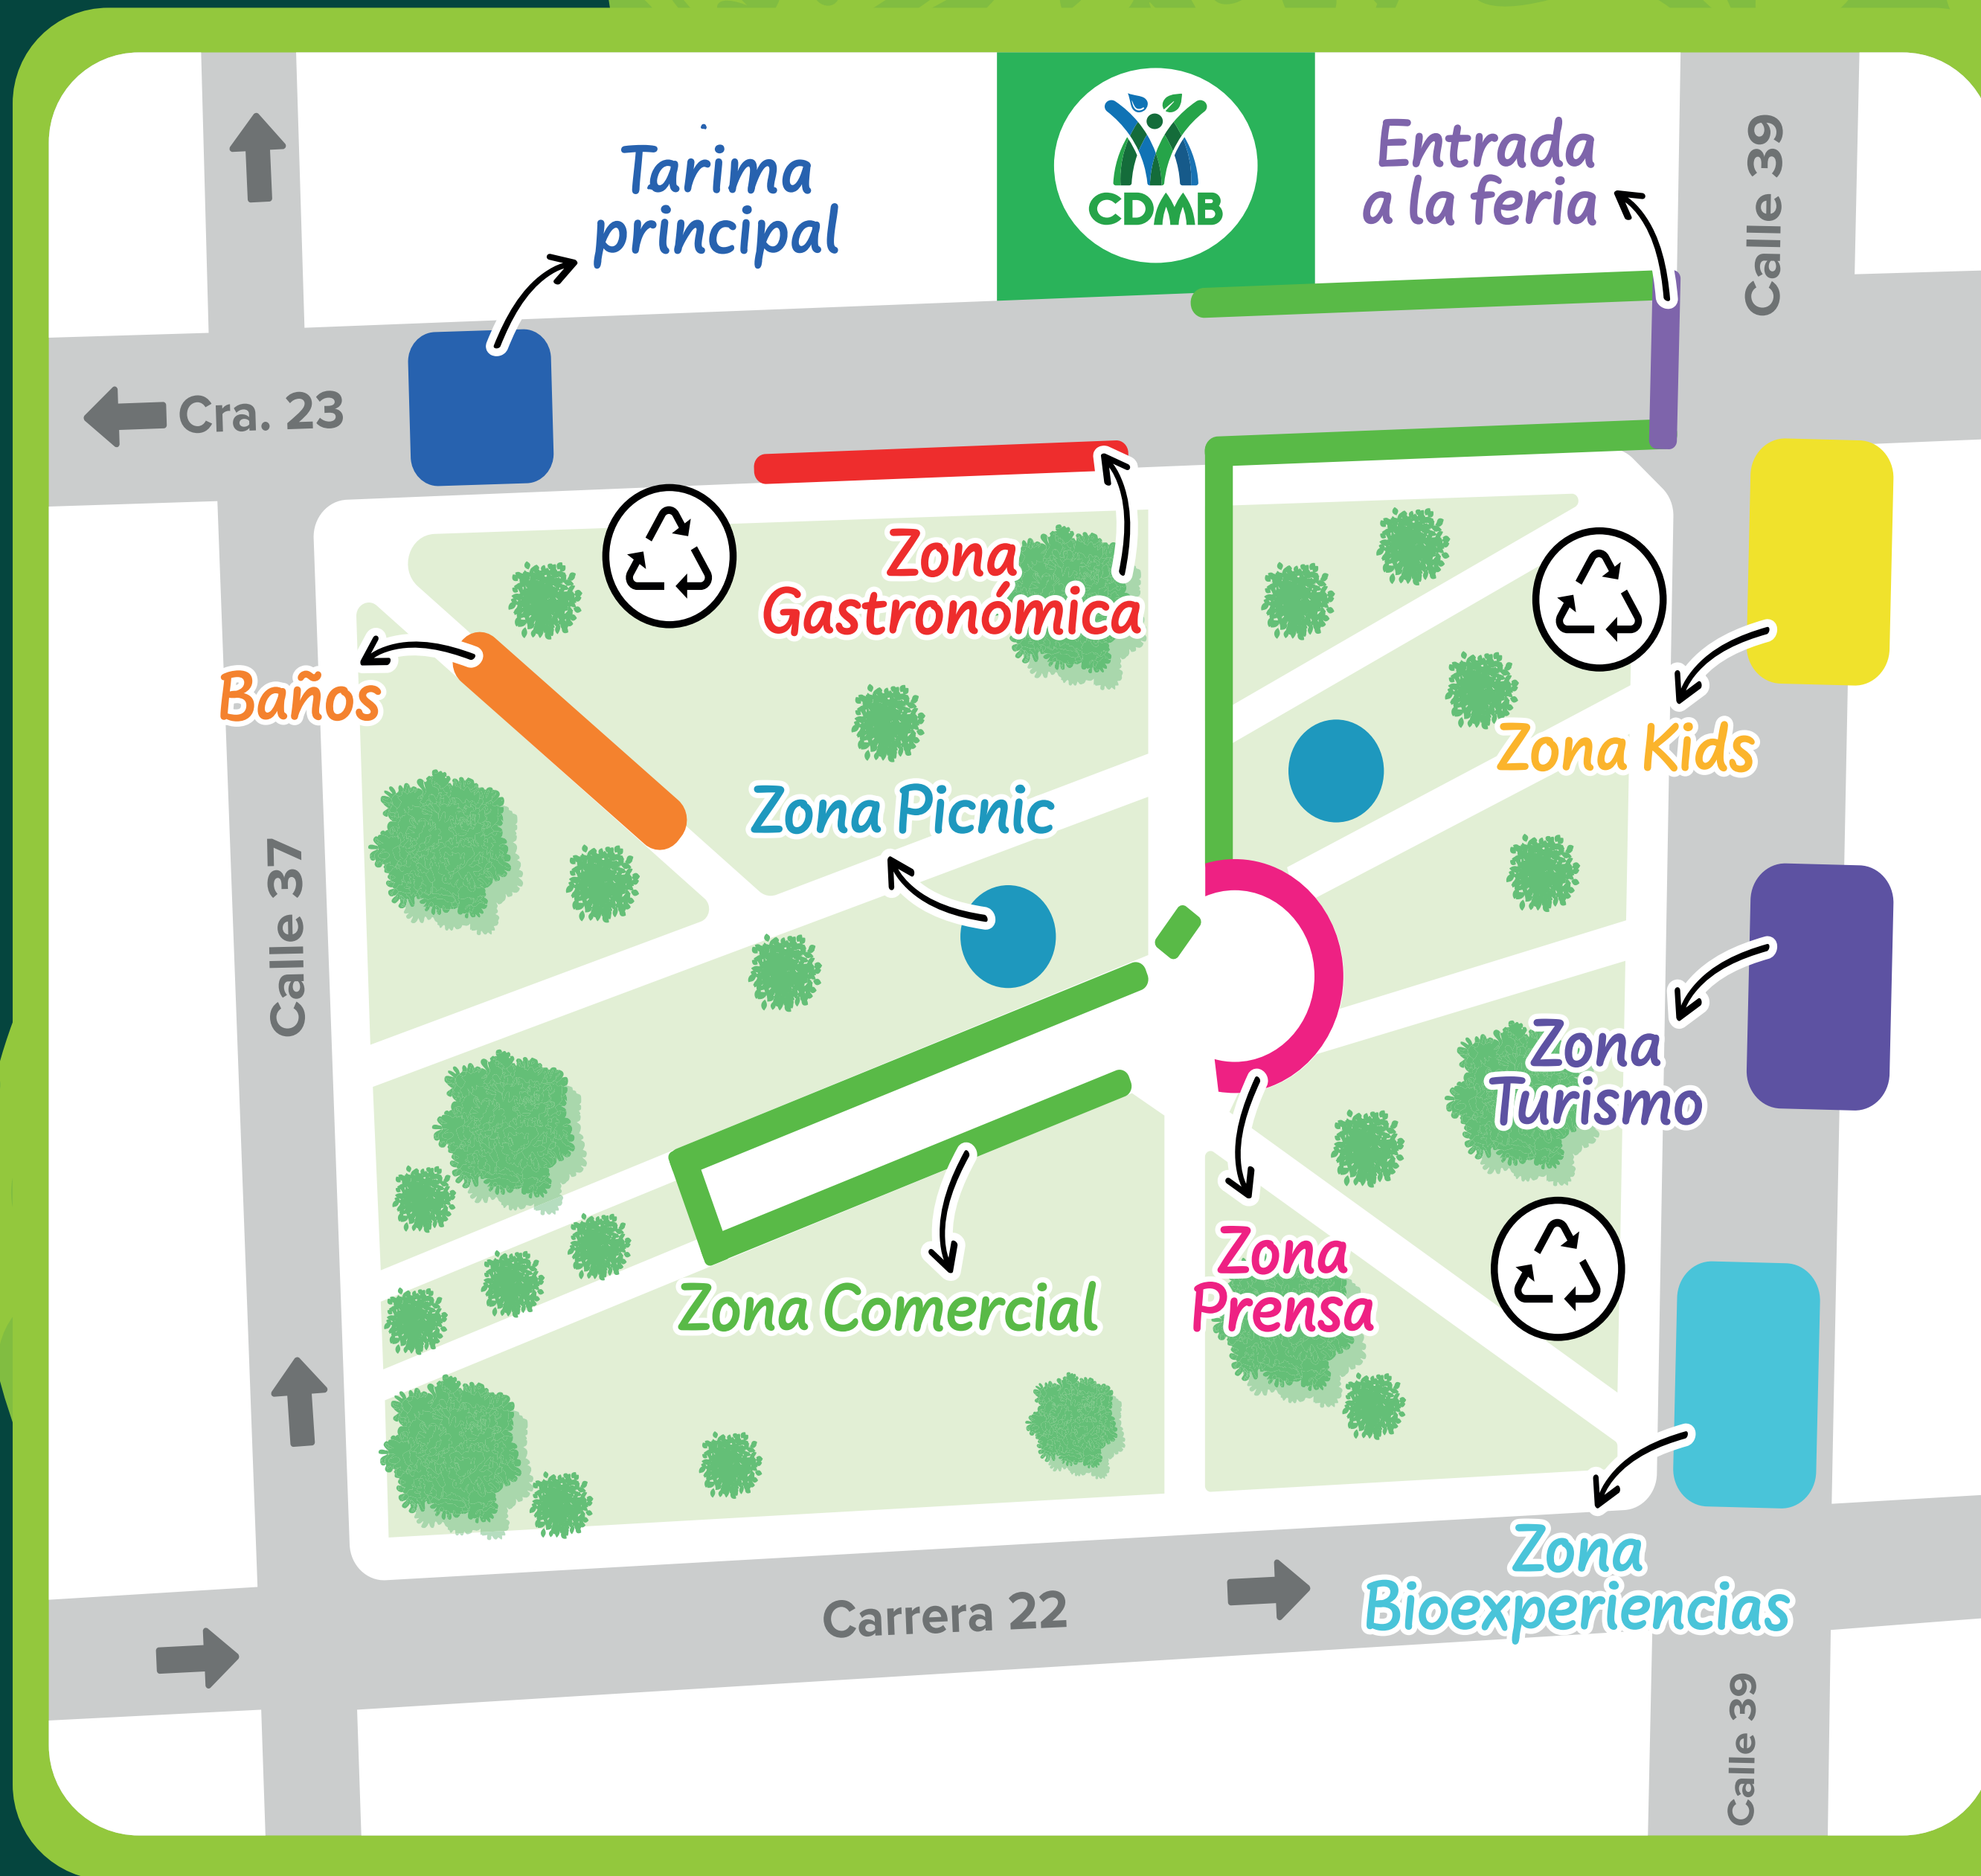 Tarima
principal
CDMB
Entrada
a la feria
Calle 39
Cra. 23
Zona
Gastronómica
Baños
Zona Kids
Zona Picnic
Calle 37
Zona
Turismo
Zona
Prensa
Zona Comercial
Zona
Bioexperiencias
Carrera 22
Calle 39